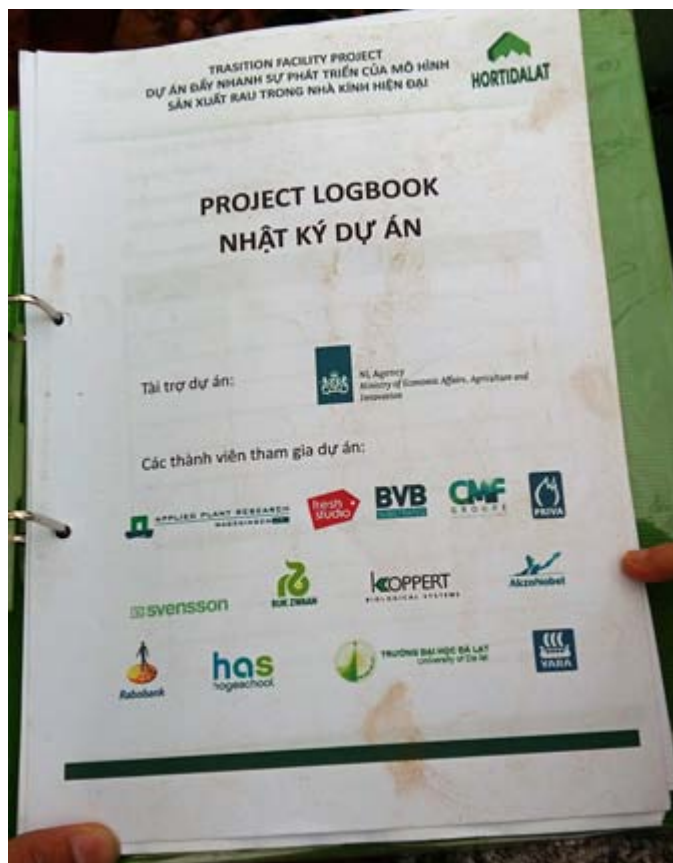 TRASITION FACILITY PROJECT
DỰ ÁN ĐẨY NHANH SỰ PHÁT TRIỂN CỦA MÔ HÌNH
SẢN XUẤT RAU TRONG NHÀ KÍNH HIỆN ĐẠI
HORTIDALAT
PROJECT LOGBOOK
NHẬT KÝ DỰ ÁN
Tài trợ dự án:
NL Agency
Ministry of Economic Affairs, Agriculture and
Innovation
Các thành viên tham gia dự án:
APPLIED PLANT RESEARCH
WAGENINGEN
fresh
studio
BVB
CMF
GROUPE
PRIVA
svensson
RIJK ZWAAN
KOPPERT
BIOLOGICAL SYSTEMS
AkzoNobel
Rabobank
has
hogeschool
TRƯỜNG ĐẠI HỌC ĐÀ LẠT
University of Da lat
YARA